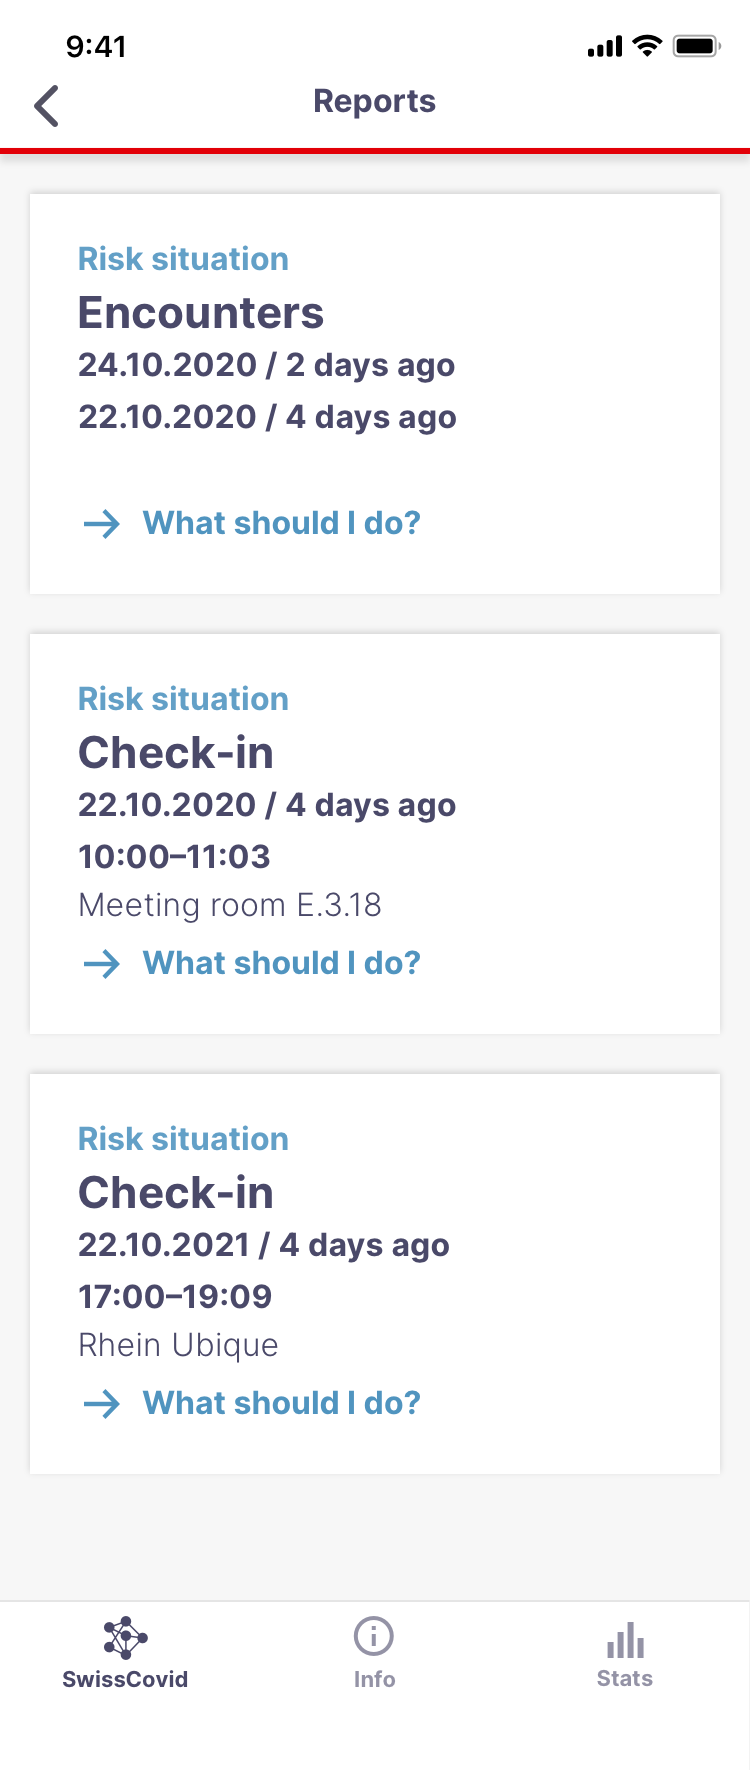 9:41
Reports
Risk situation
Encounters
24.10.2020 / 2 days ago
22.10.2020 / 4 days ago
What should I do?
Risk situation
Check-in
22.10.2020 / 4 days ago
10:00–11:03
Meeting room E.3.18
What should I do?
Risk situation
Check-in
22.10.2021 / 4 days ago
17:00–19:09
Rhein Ubique
What should I do?
SwissCovid
Info
Stats